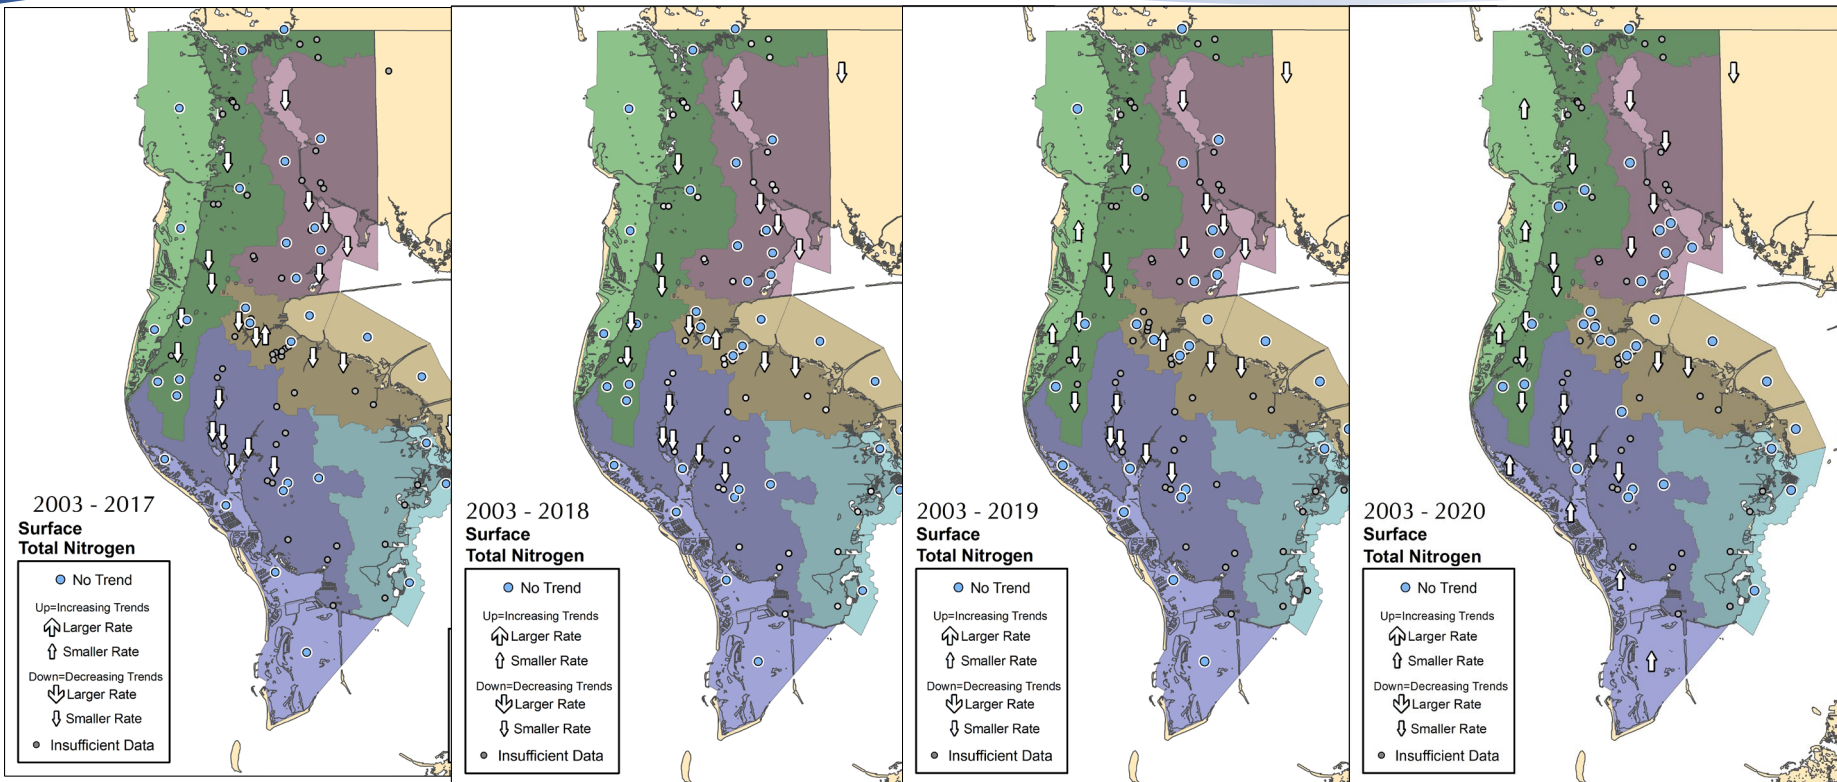 2003 - 2017
Surface
Total Nitrogen
No Trend
Up=Increasing Trends
Larger Rate
Smaller Rate
Down=Decreasing Trends
Larger Rate
Smaller Rate
Insufficient Data
2003 - 2018
Surface
Total Nitrogen
No Trend
Up=Increasing Trends
Larger Rate
Smaller Rate
Down=Decreasing Trends
Larger Rate
Smaller Rate
Insufficient Data
2003 - 2019
Surface
Total Nitrogen
No Trend
Up=Increasing Trends
Larger Rate
Smaller Rate
Down=Decreasing Trends
Larger Rate
Smaller Rate
Insufficient Data
2003 - 2020
Surface
Total Nitrogen
No Trend
Up=Increasing Trends
Larger Rate
Smaller Rate
Down=Decreasing Trends
Larger Rate
Smaller Rate
Insufficient Data